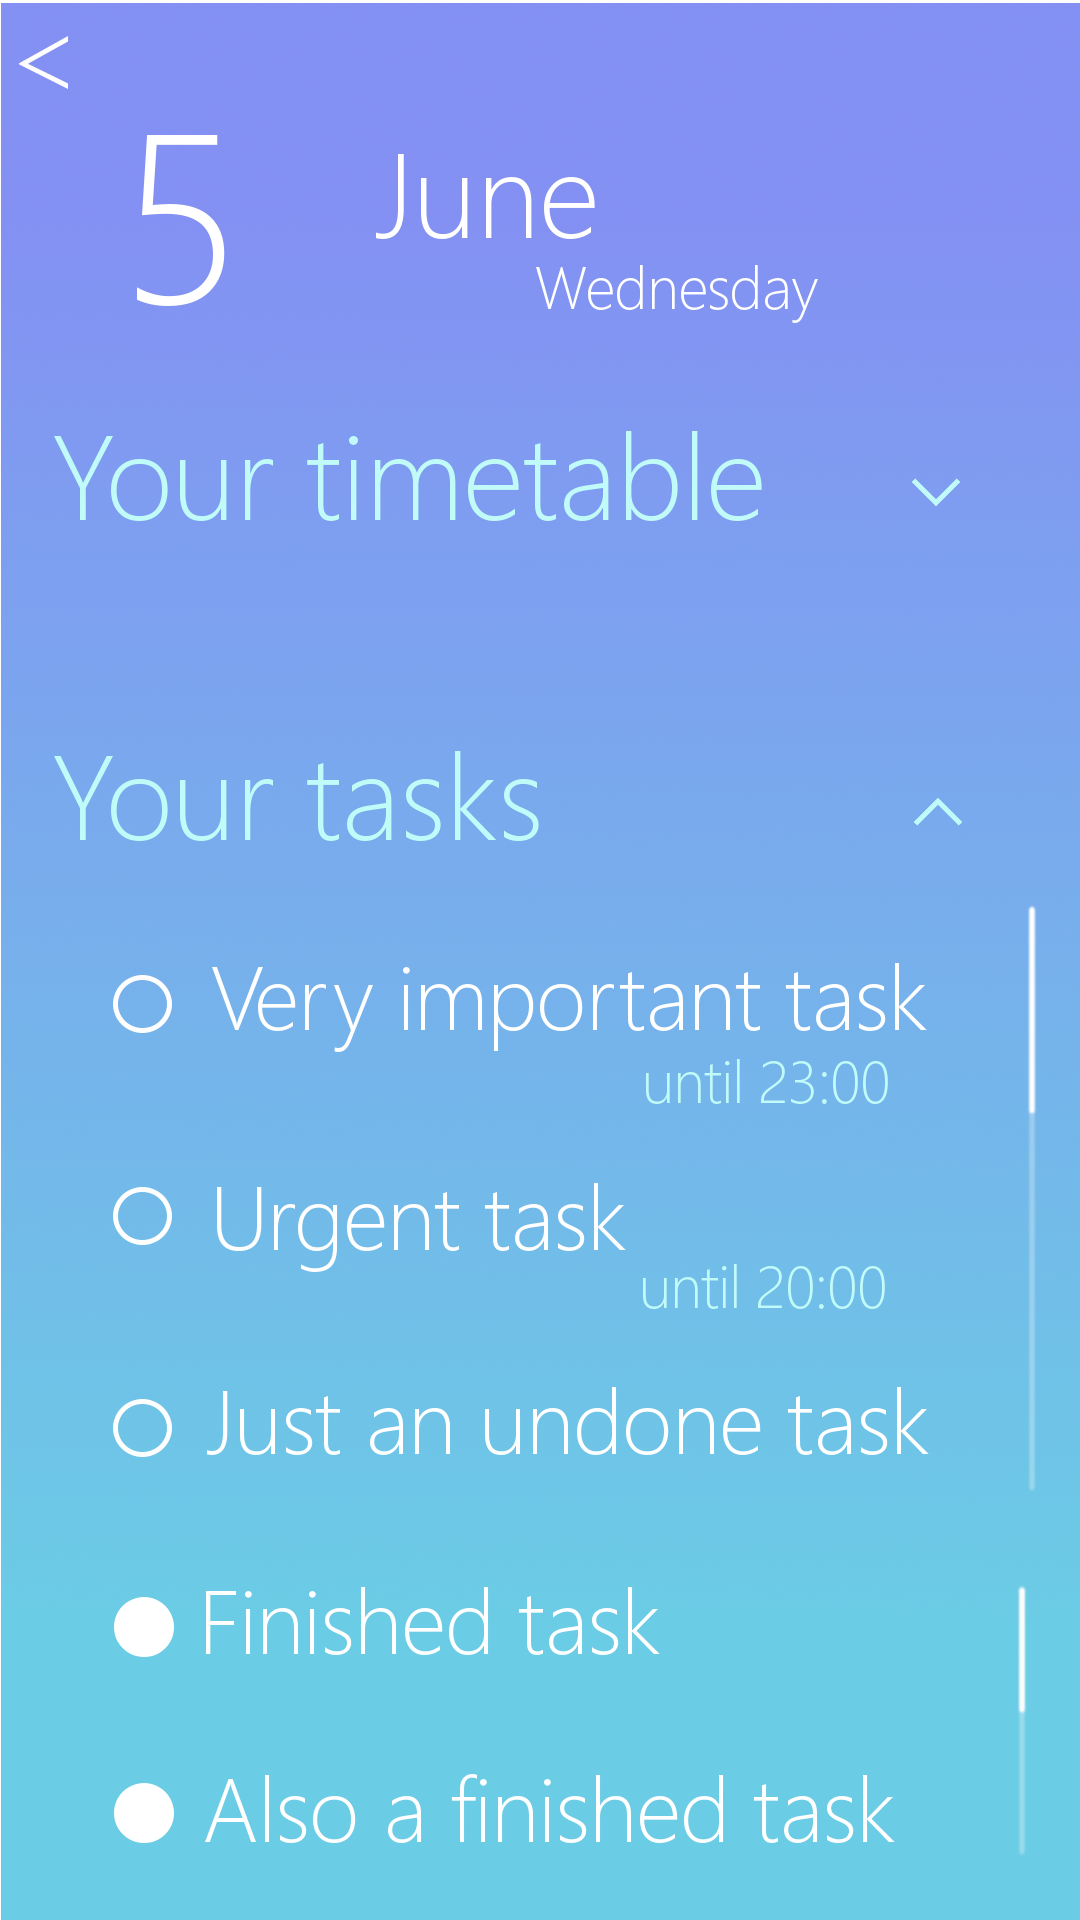 <
5
June
Wednesday
Your timetable
Your tasks
Very important task
until 23:00
Urgent task
until 20:00
Just an undone task
Finished task
Also a finished task